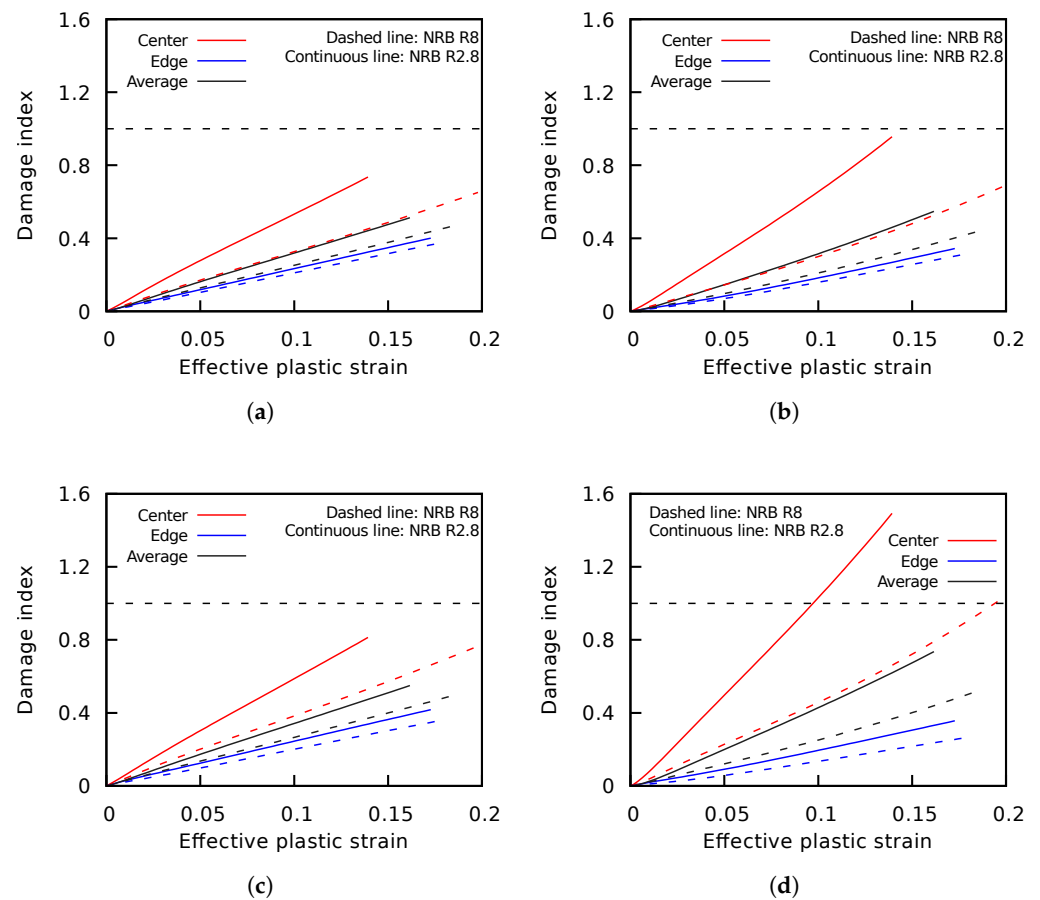 1.6
1.2
0.8
0.4
0
Damage index
Center
Edge
Average
Dashed line: NRB R8
Continuous line: NRB R2.8
0 0.05 0.1 0.15 0.2
Effective plastic strain
(a)
1.6
1.2
0.8
0.4
0
Damage index
Center
Edge
Average
Dashed line: NRB R8
Continuous line: NRB R2.8
0 0.05 0.1 0.15 0.2
Effective plastic strain
(b)
1.6
1.2
0.8
0.4
0
Damage index
Center
Edge
Average
Dashed line: NRB R8
Continuous line: NRB R2.8
0 0.05 0.1 0.15 0.2
Effective plastic strain
(c)
1.6
1.2
0.8
0.4
0
Damage index
Dashed line: NRB R8
Continuous line: NRB R2.8
Center
Edge
Average
0 0.05 0.1 0.15 0.2
Effective plastic strain
(d)